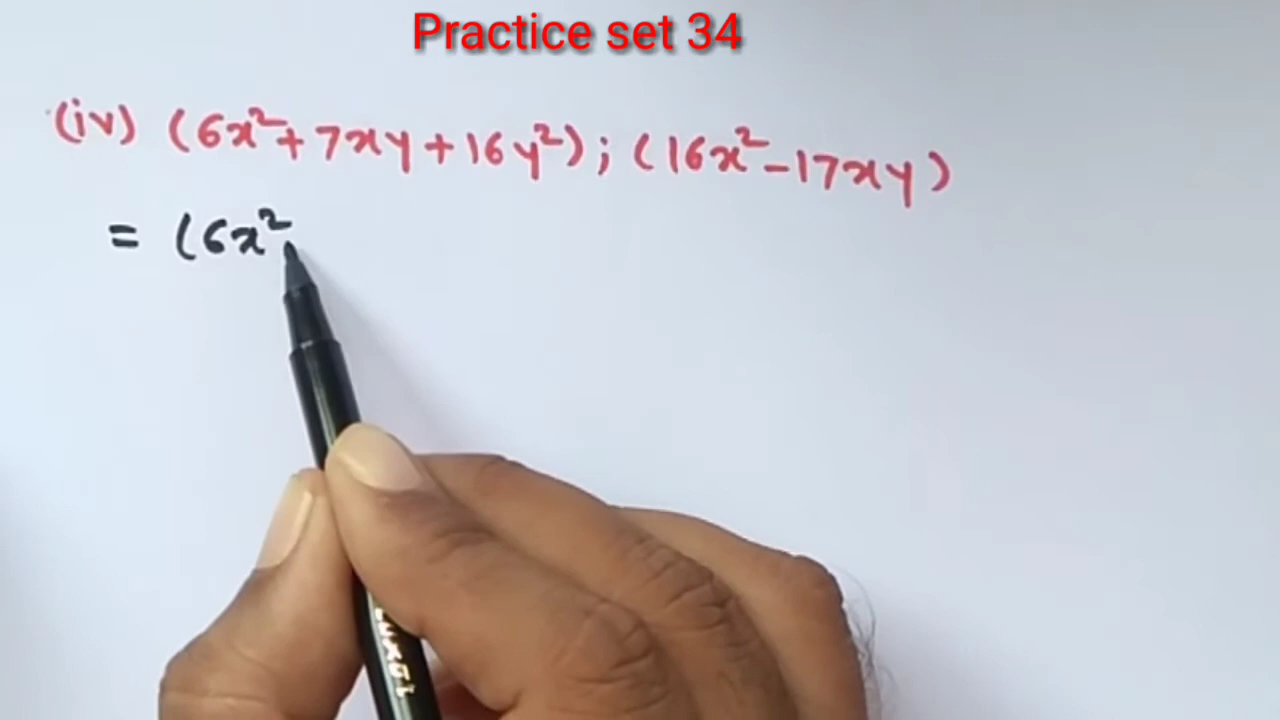 Practice set 34
(iv) (6x²+7xy+16y²); (16x²-17xy)
= (6x²